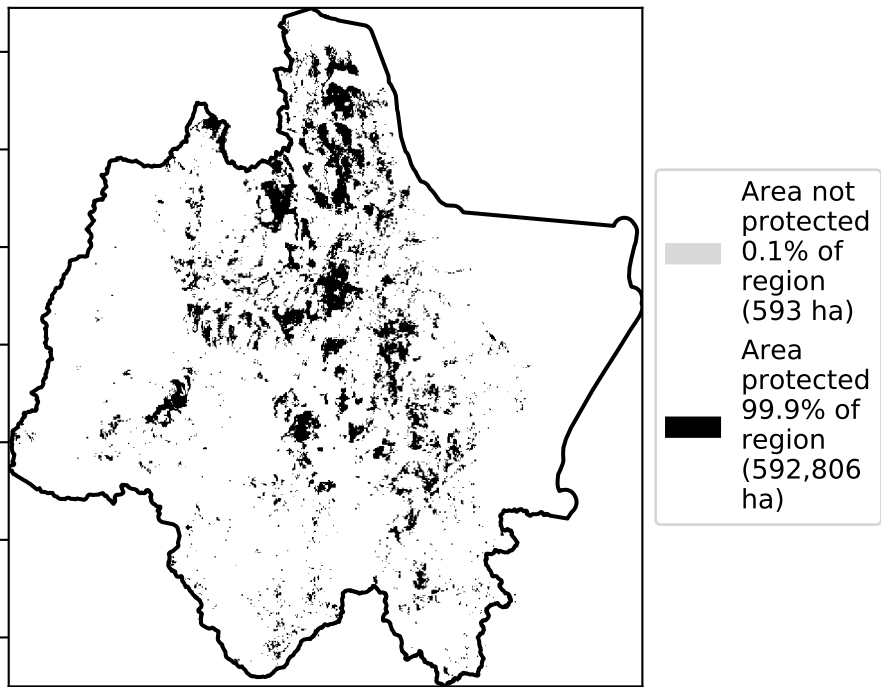 Area not
protected
0.1% of
region
(593 ha)
Area
protected
99.9% of
region
(592,806
ha)